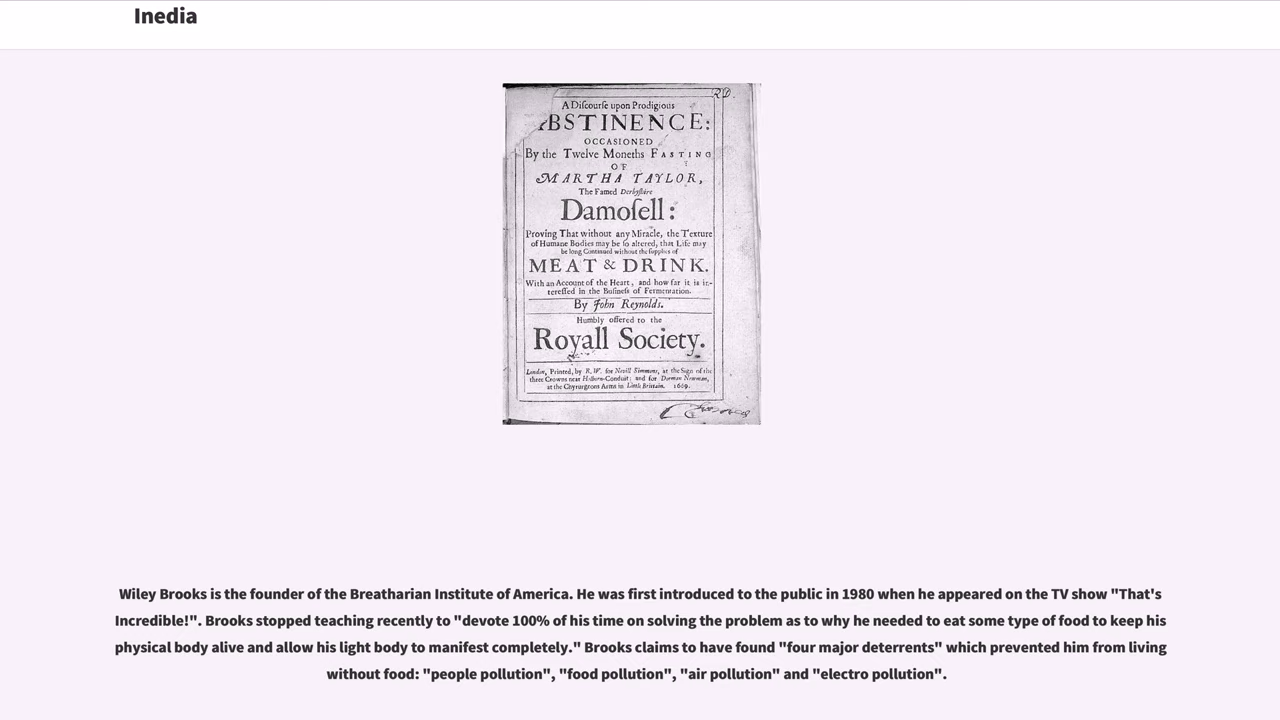 Inedia
R D.
A Difcourfe upon Prodigious
BSTINENCE:
OCCASIONED
By the Twelve Moneths FASTING
OF
MARTHA TAYLOR,
The Famed Derbyfhire
Damofell:
Proving That without any Miracle, the Texture
of Humane Bodies may be fo altered, that Life may
be long Continued without the fupplies of
MEAT & DRINK.
With an Account of the Heart, and how far it is in-
tereffed in the Bufinefs of Fermentation.
By John Reynolds.
Humbly offered to the
Royall Society.
London, Printed, by R. W. for Nevill Simmons, at the Sign of the
three Crowns near Holborn-Conduit; and for Dorman Newman,
at the Chyrurgeons Arms in Little Brittain. 1669.
Wiley Brooks is the founder of the Breatharian Institute of America. He was first introduced to the public in 1980 when he appeared on the TV show "That's
Incredible!". Brooks stopped teaching recently to "devote 100% of his time on solving the problem as to why he needed to eat some type of food to keep his
physical body alive and allow his light body to manifest completely." Brooks claims to have found "four major deterrents" which prevented him from living
without food: "people pollution", "food pollution", "air pollution" and "electro pollution".